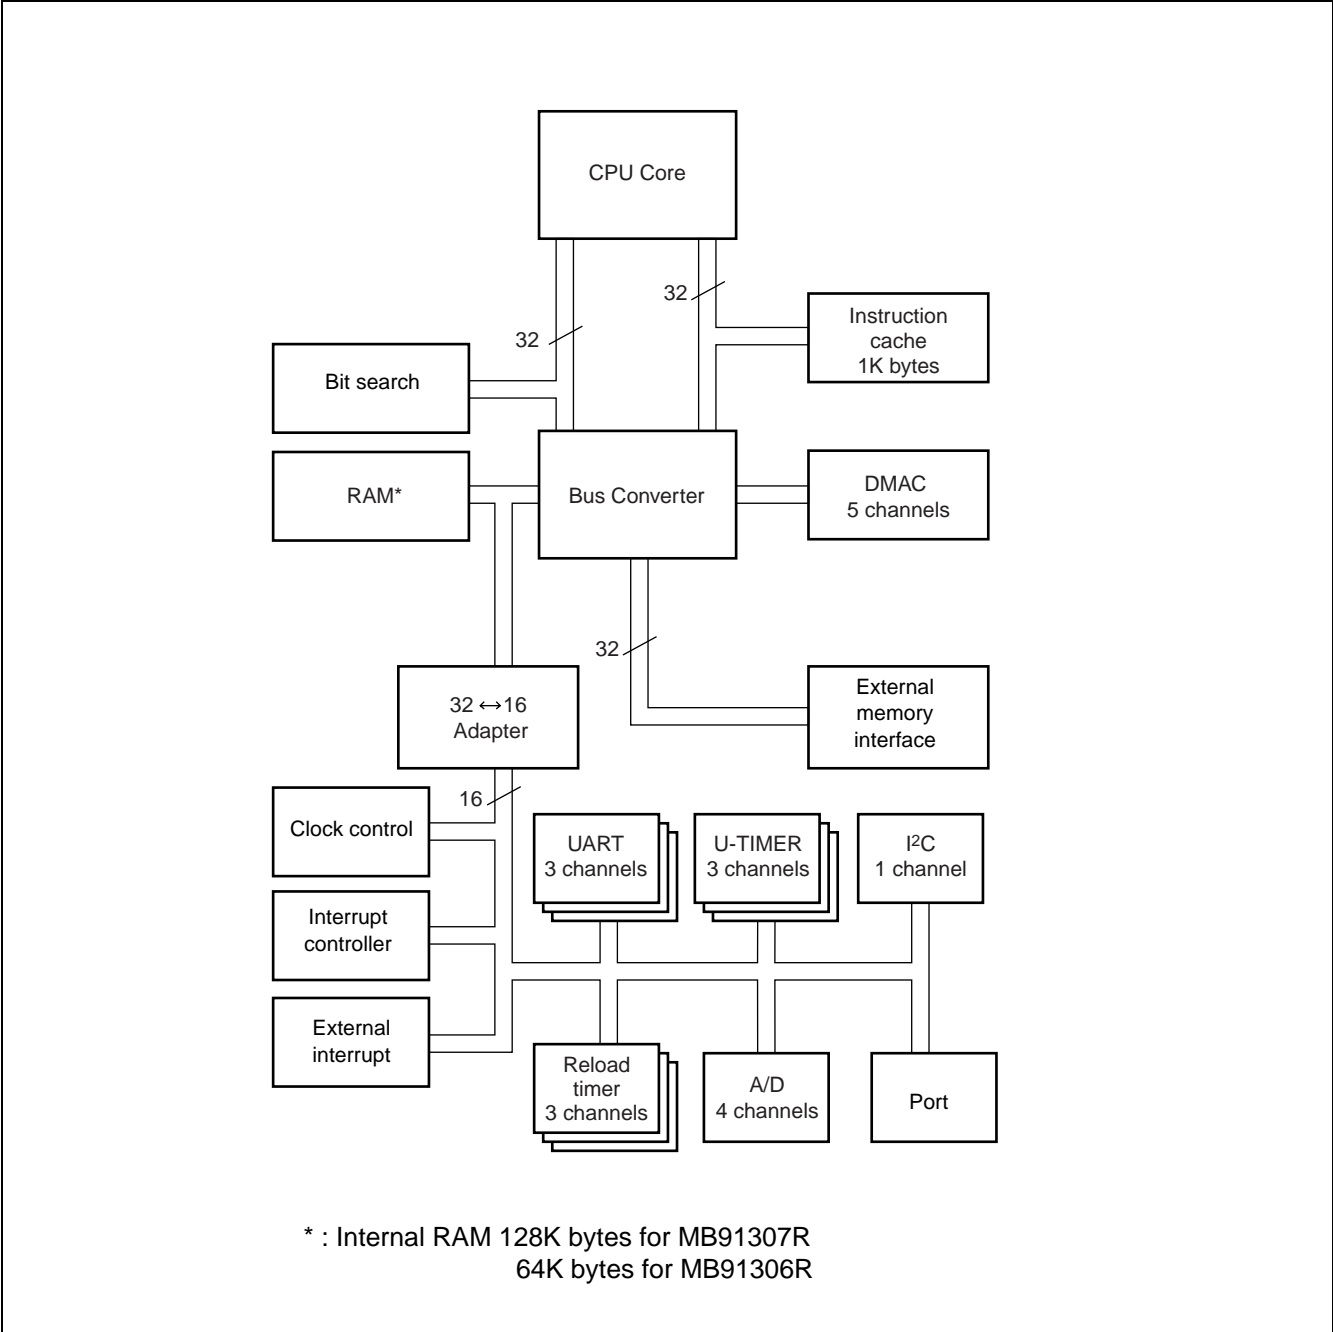 CPU Core
32
32
Instruction
cache
1K bytes
Bit search
RAM*
Bus Converter
DMAC
5 channels
32
External
memory
interface
32 ↔16
Adapter
16
Clock control
UART
3 channels
U-TIMER
3 channels
I²C
1 channel
Interrupt
controller
External
interrupt
Reload
timer
3 channels
A/D
4 channels
Port
* : Internal RAM 128K bytes for MB91307R
64K bytes for MB91306R